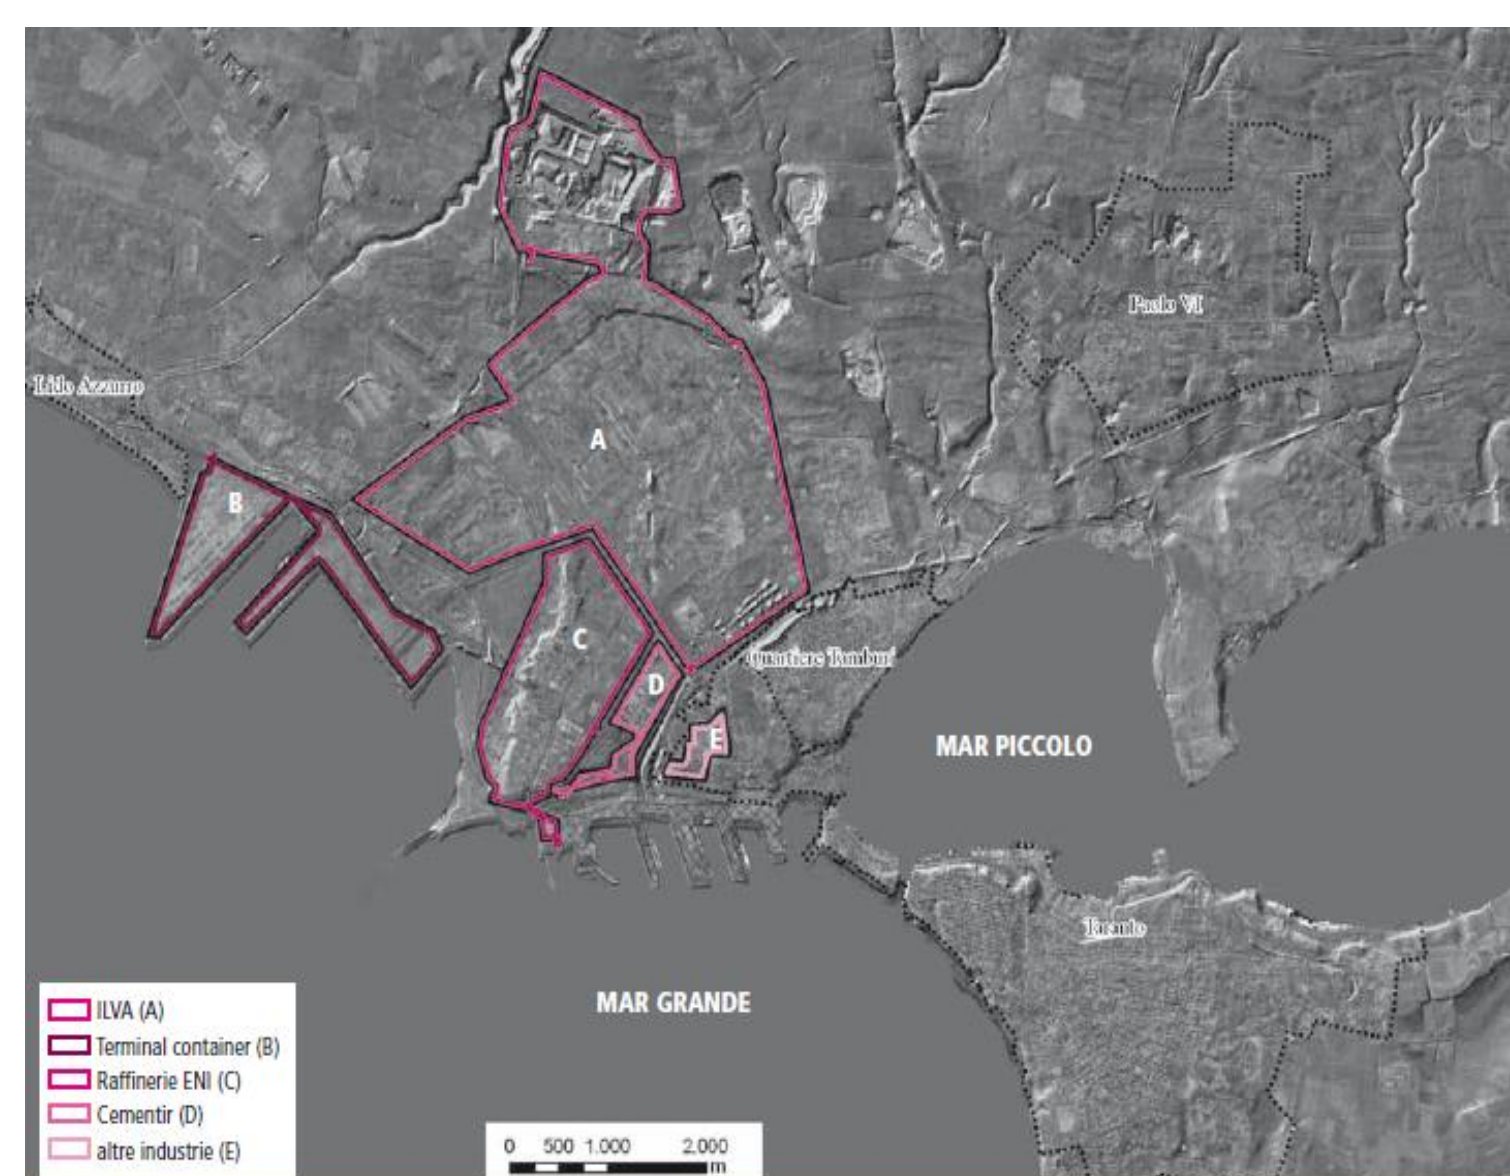 Paolo VI
Lido Azzurro
A
B
C
Quartiere Tamburi
D
E
MAR PICCOLO
Taranto
MAR GRANDE
ILVA (A)
Terminal container (B)
Raffinerie ENI (C)
Cementir (D)
altre industrie (E)
0 500 1.000 2.000
m